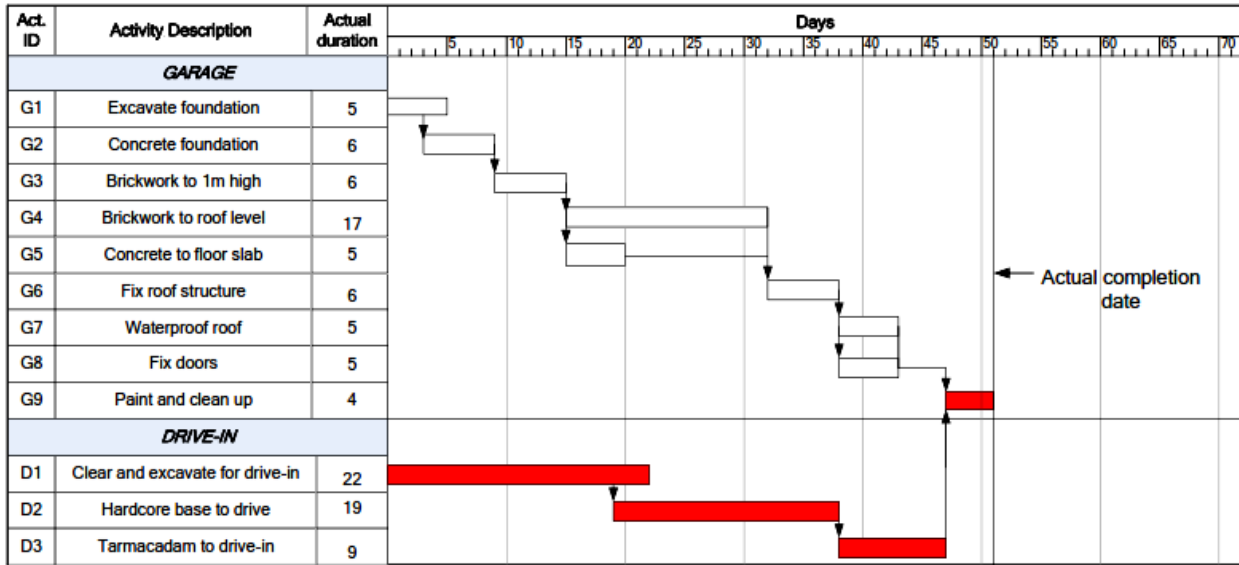 Act. ID Activity Description Actual duration Days
5 10 15 20 25 30 35 40 45 50 55 60 65 70
GARAGE
G1 Excavate foundation 5
G2 Concrete foundation 6
G3 Brickwork to 1m high 6
G4 Brickwork to roof level 17
G5 Concrete to floor slab 5
G6 Fix roof structure 6
G7 Waterproof roof 5
G8 Fix doors 5
G9 Paint and clean up 4
Actual completion
date
DRIVE-IN
D1 Clear and excavate for drive-in 22
D2 Hardcore base to drive 19
D3 Tarmacadam to drive-in 9